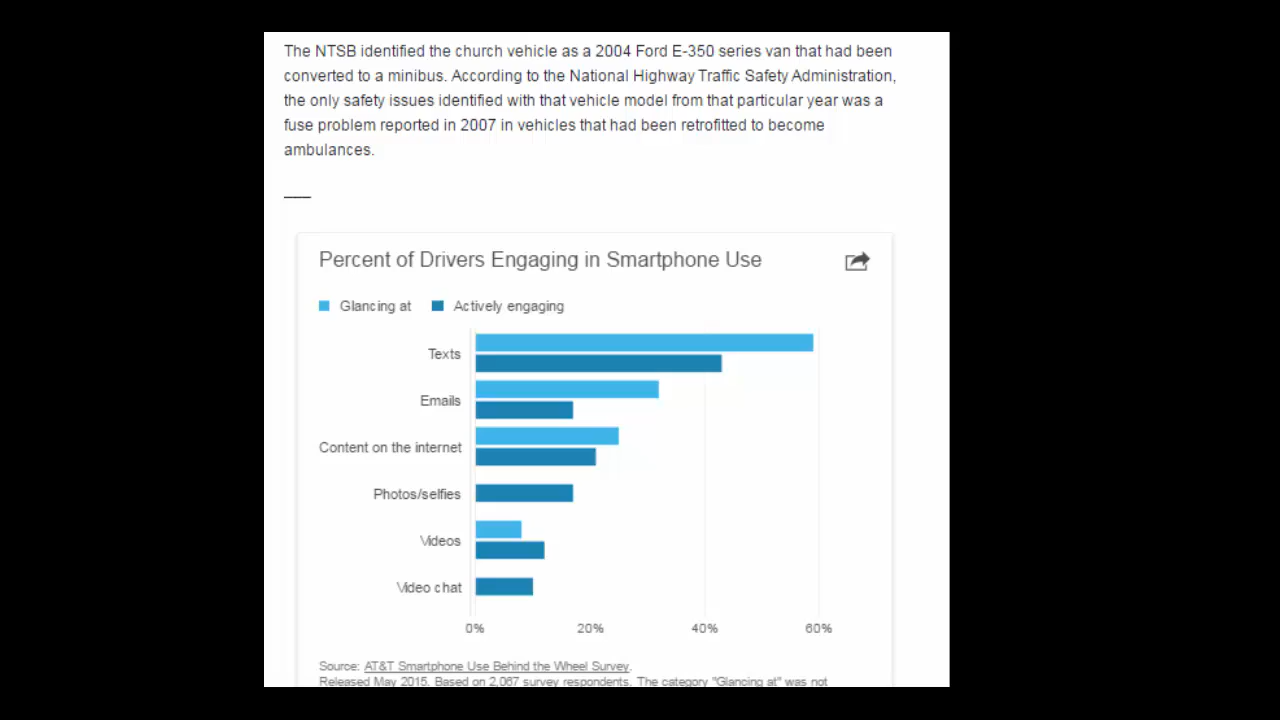 The NTSB identified the church vehicle as a 2004 Ford E-350 series van that had been
converted to a minibus. According to the National Highway Traffic Safety Administration,
the only safety issues identified with that vehicle model from that particular year was a
fuse problem reported in 2007 in vehicles that had been retrofitted to become
ambulances.
Percent of Drivers Engaging in Smartphone Use
Glancing at Actively engaging
Texts
Emails
Content on the internet
Photos/selfies
Videos
Video chat
0% 20% 40% 60%
Source: AT&T Smartphone Use Behind the Wheel Survey.
Released May 2015. Based on 2,067 survey respondents. The category "Glancing at" was not